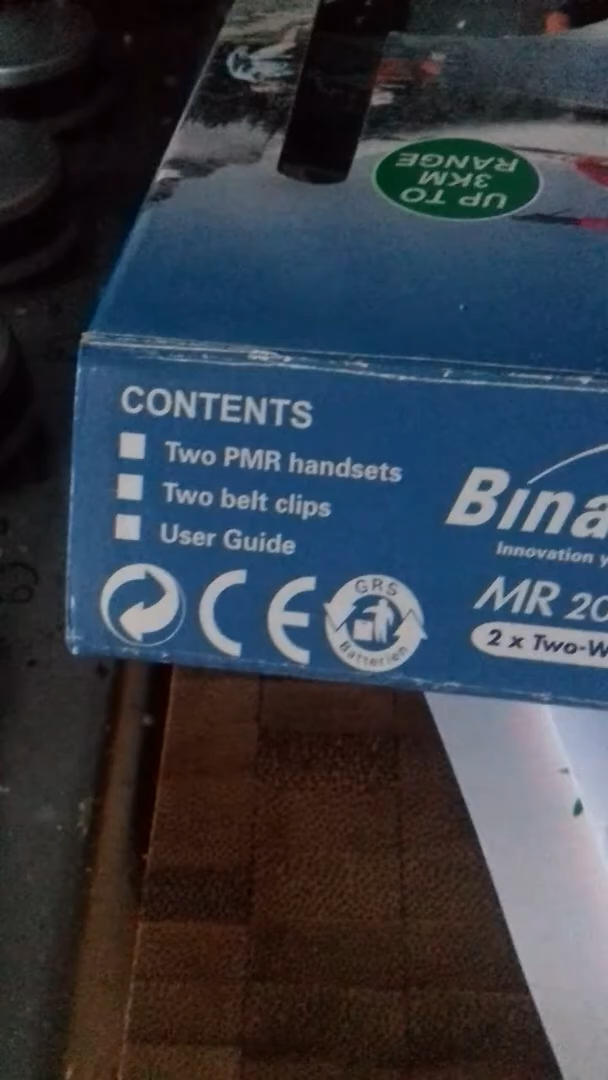 UP TO
3KM
RANGE
CONTENTS
Two PMR handsets
Two belt clips
User Guide
CE
GRS
Batterien
Bina
Innovation y
MR 20
2 x Two-W